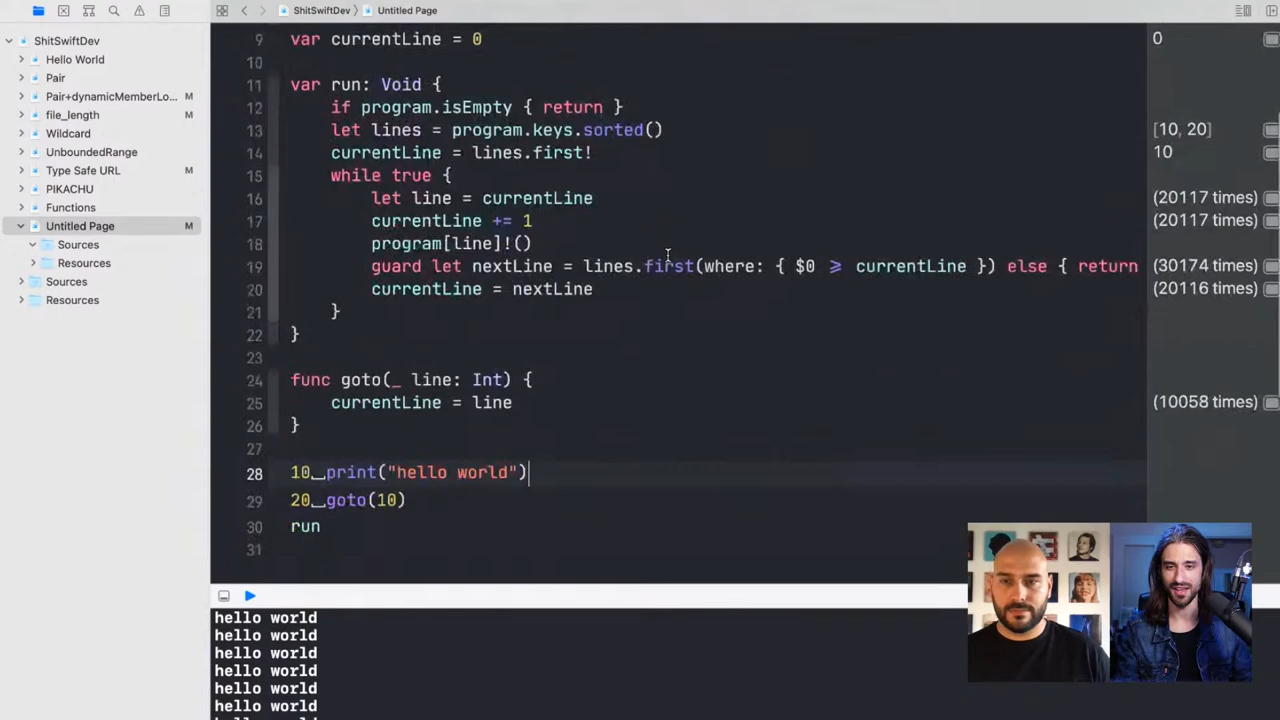 ShitSwiftDev
Untitled Page
ShitSwiftDev
Hello World
Pair
Pair+dynamicMemberLo... M
file_length M
Wildcard
UnboundedRange
Type Safe URL M
PIKACHU
Functions
Untitled Page M
Sources
Resources
Sources
Resources
9 var currentLine = 0 0
10
11 var run: Void {
12 if program.isEmpty { return }
13 let lines = program.keys.sorted() [10, 20]
14 currentLine = lines.first! 10
15 while true {
16 let line = currentLine (20117 times)
17 currentLine += 1 (20117 times)
18 program[line]!()
19 guard let nextLine = lines.first(where: { $0 ⩾ currentLine }) else { return (30174 times)
20 currentLine = nextLine (20116 times)
21 }
22 }
23
24 func goto(_ line: Int) {
25 currentLine = line (10058 times)
26 }
27
28 10⎵print("hello world")
29 20⎵goto(10)
30 run
31
hello world
hello world
hello world
hello world
hello world
hello world